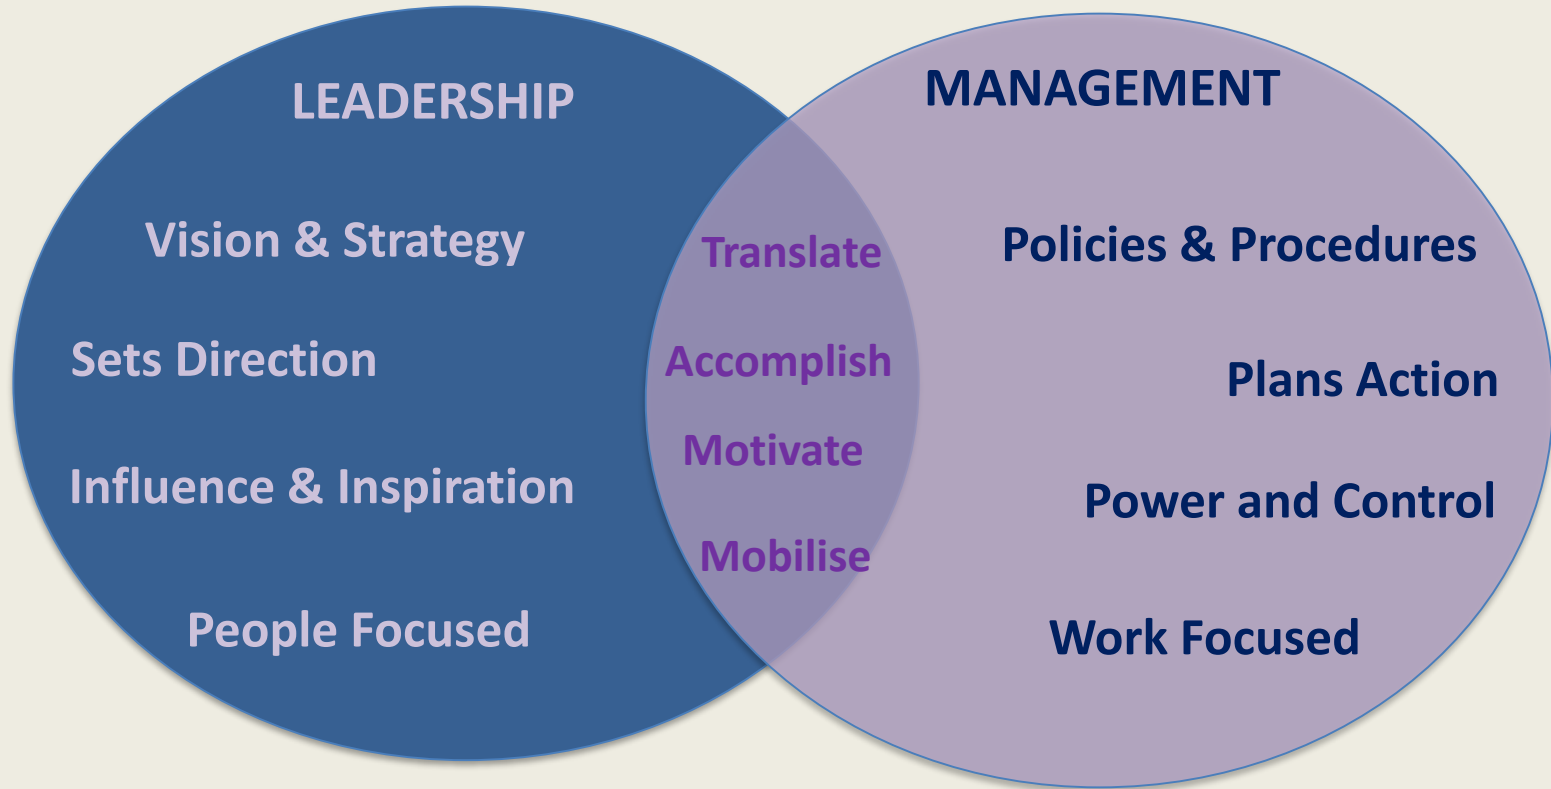 LEADERSHIP
Vision & Strategy
Sets Direction
Influence & Inspiration
People Focused
Translate
Accomplish
Motivate
Mobilise
MANAGEMENT
Policies & Procedures
Plans Action
Power and Control
Work Focused